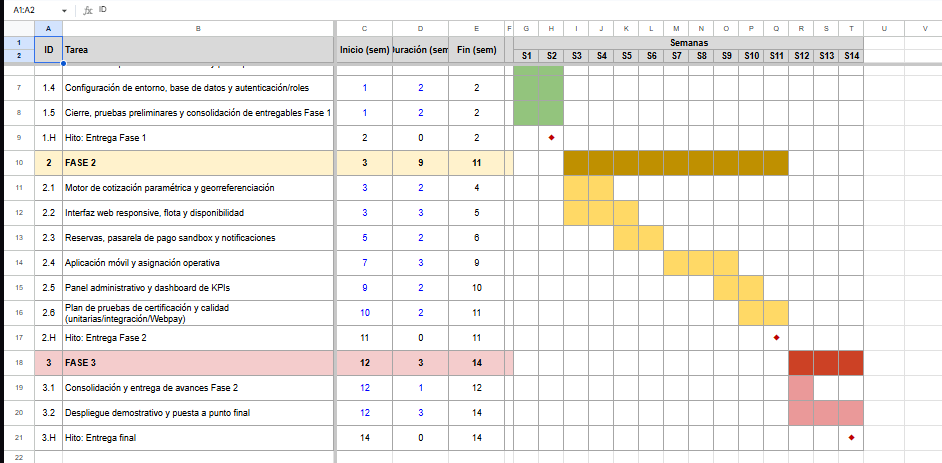 A1:A2 fx ID
A B C D E F G H I J K L M N O P Q R S T U V
1 ID Tarea Inicio (sem) Duración (sem Fin (sem) Semanas
2 S1 S2 S3 S4 S5 S6 S7 S8 S9 S10 S11 S12 S13 S14
7 1.4 Configuración de entorno, base de datos y autenticación/roles 1 2 2
8 1.5 Cierre, pruebas preliminares y consolidación de entregables Fase 1 1 2 2
9 1.H Hito: Entrega Fase 1 2 0 2
10 2 FASE 2 3 9 11
11 2.1 Motor de cotización paramétrica y georreferenciación 3 2 4
12 2.2 Interfaz web responsive, flota y disponibilidad 3 3 5
13 2.3 Reservas, pasarela de pago sandbox y notificaciones 5 2 6
14 2.4 Aplicación móvil y asignación operativa 7 3 9
15 2.5 Panel administrativo y dashboard de KPIs 9 2 10
16 2.6 Plan de pruebas de certificación y calidad
(unitarias/integración/Webpay) 10 2 11
17 2.H Hito: Entrega Fase 2 11 0 11
18 3 FASE 3 12 3 14
19 3.1 Consolidación y entrega de avances Fase 2 12 1 12
20 3.2 Despliegue demostrativo y puesta a punto final 12 3 14
21 3.H Hito: Entrega final 14 0 14
22